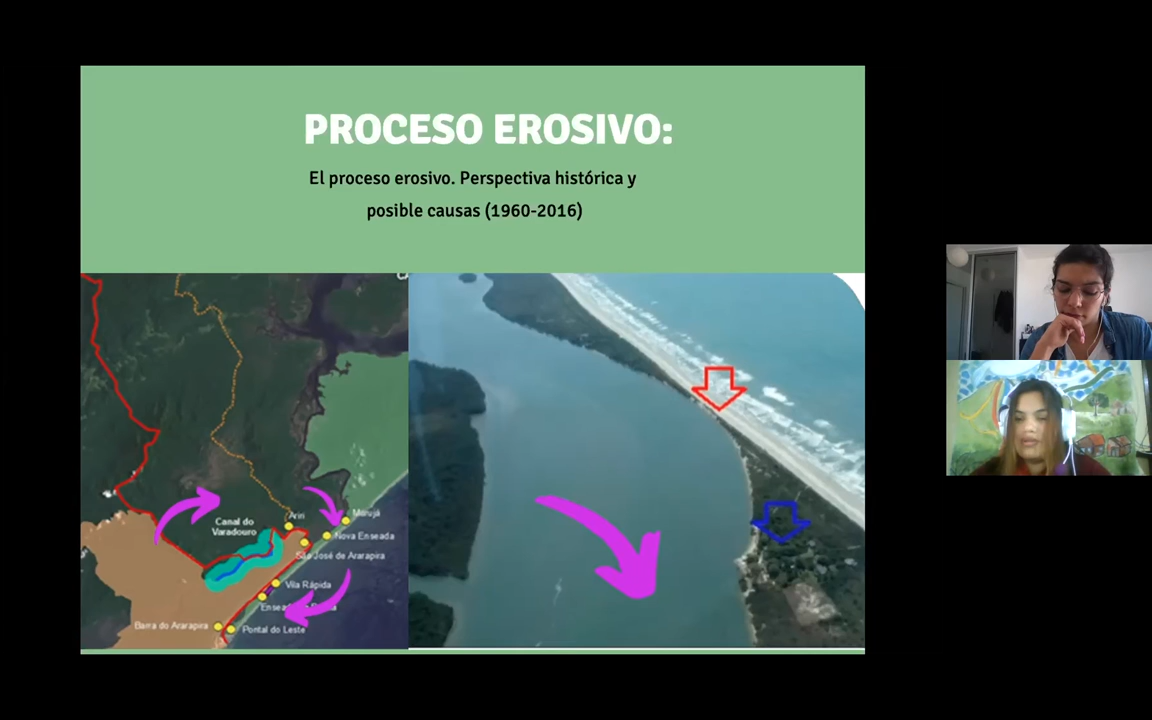 PROCESO EROSIVO:
El proceso erosivo. Perspectiva histórica y
posible causas (1960-2016)
Canal do
Varadouro
Ariri
Marujá
Nova Enseada
São José de Ararapira
Vila Rápida
Barra do Ararapira
Pontal do Leste